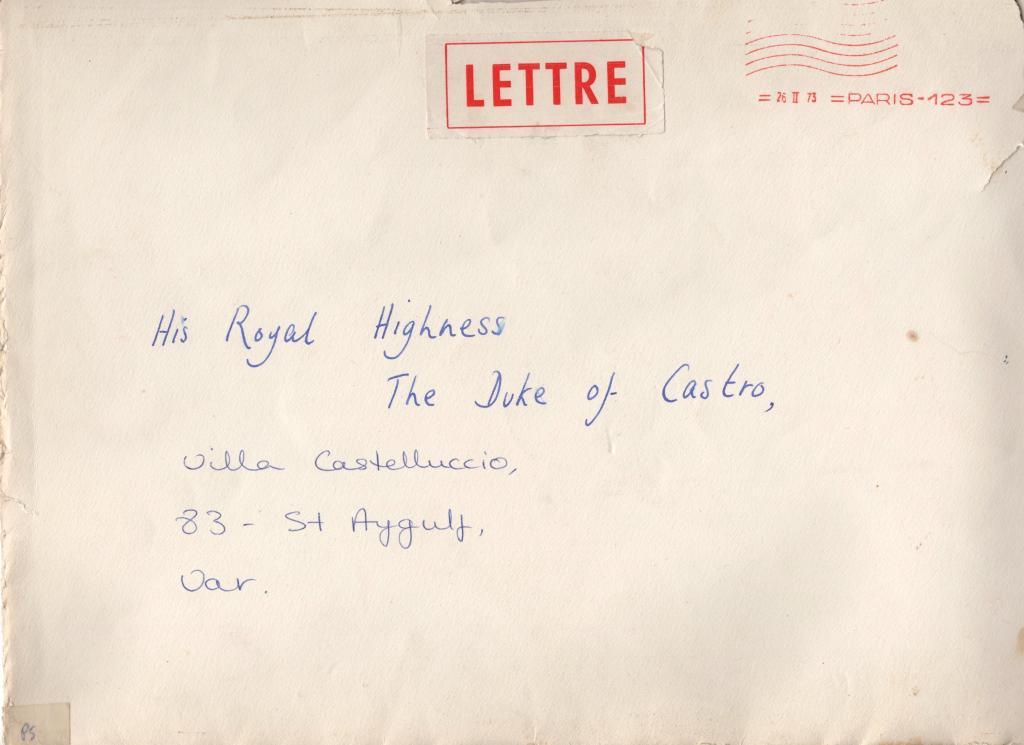 LETTRE
= 26 II 73 =PARIS-123=
His Royal Highness
The Duke of Castro,
Villa Castelluccio,
83 - St Aygulf,
Var.
PS